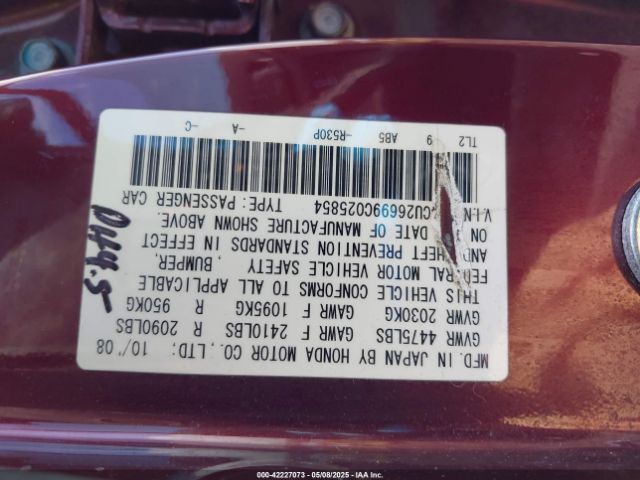 MFD. IN JAPAN BY HONDA MOTOR CO., LTD. 10/'08
GVWR 4475LBS GAWR F 2410LBS R 2090LBS
GVWR 2030KG GAWR F 1095KG R 950KG
THIS VEHICLE CONFORMS TO ALL APPLICABLE
FEDERAL MOTOR VEHICLE SAFETY, BUMPER,
AND THEFT PREVENTION STANDARDS IN EFFECT
ON DATE OF MANUFACTURE SHOWN ABOVE.
V.I.N. CU26699C025854 TYPE: PASSENGER CAR
TL2 9 AB5 -R530P -A -C
000-42227073 - 05/08/2025 - IAA Inc.